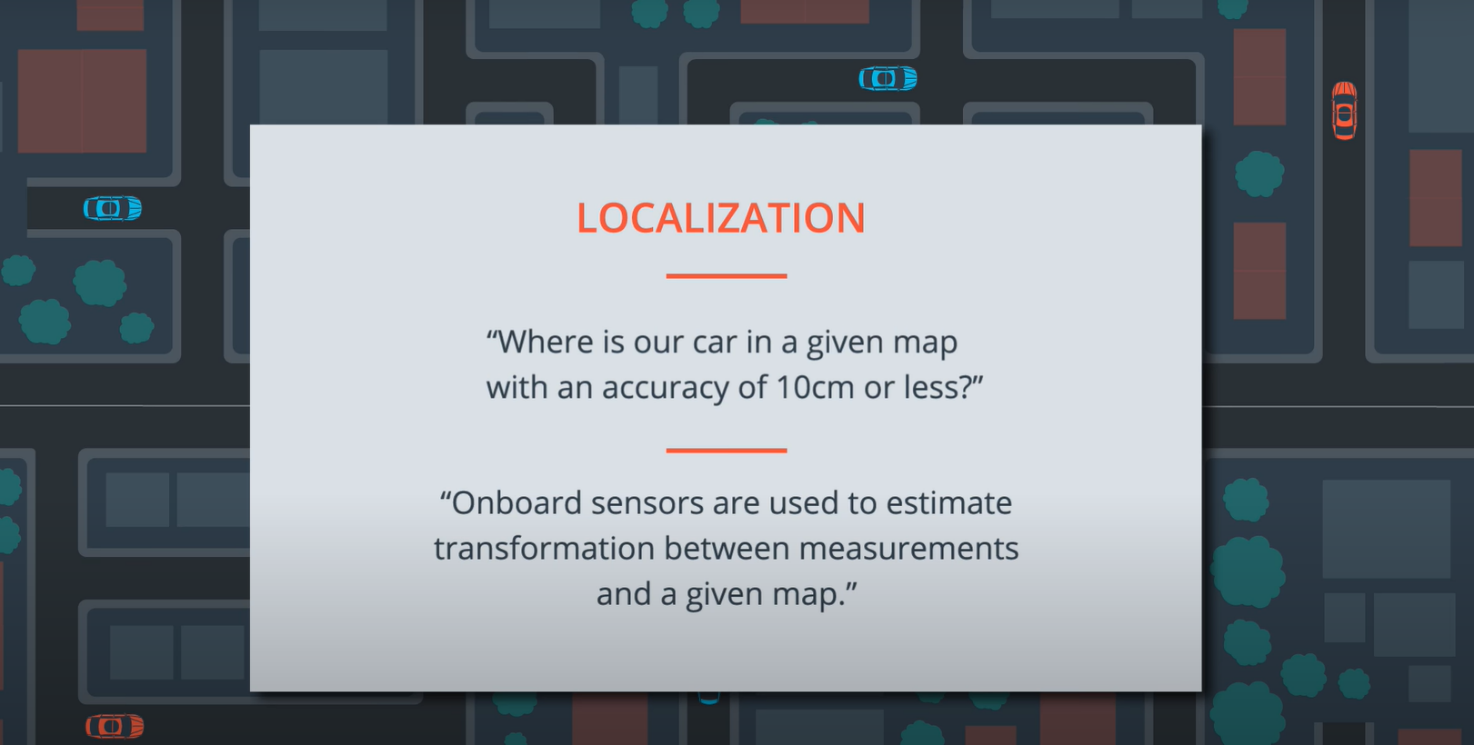 LOCALIZATION
“Where is our car in a given map
with an accuracy of 10cm or less?”
“Onboard sensors are used to estimate
transformation between measurements
and a given map.”